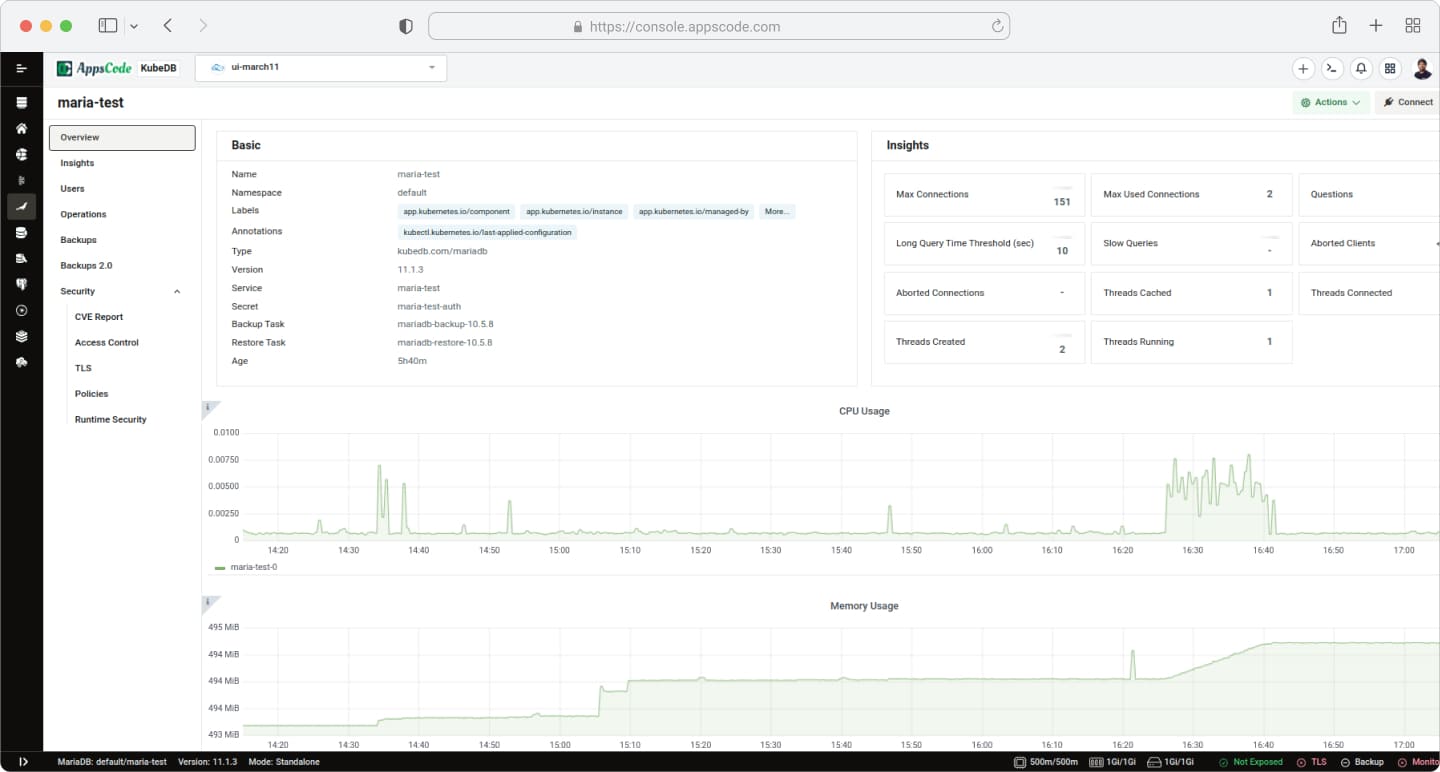 https://console.appscode.com
AppsCode KubeDB ui-march11
maria-test
Actions Connect
Overview
Insights
Users
Operations
Backups
Backups 2.0
Security
CVE Report
Access Control
TLS
Policies
Runtime Security
Basic
Name maria-test
Namespace default
Labels app.kubernetes.io/component app.kubernetes.io/instance app.kubernetes.io/managed-by More...
Annotations kubectl.kubernetes.io/last-applied-configuration
Type kubedb.com/mariadb
Version 11.1.3
Service maria-test
Secret maria-test-auth
Backup Task mariadb-backup-10.5.8
Restore Task mariadb-restore-10.5.8
Age 5h40m
Insights
Max Connections 151 Max Used Connections 2 Questions
Long Query Time Threshold (sec) 10 Slow Queries - Aborted Clients
Aborted Connections - Threads Cached 1 Threads Connected
Threads Created 2 Threads Running 1
CPU Usage
0.0100
0.00750
0.00500
0.00250
0
14:20 14:30 14:40 14:50 15:00 15:10 15:20 15:30 15:40 15:50 16:00 16:10 16:20 16:30 16:40 16:50 17:00
maria-test-0
Memory Usage
495 MiB
494 MiB
494 MiB
494 MiB
493 MiB
14:20 14:30 14:40 14:50 15:00 15:10 15:20 15:30 15:40 15:50 16:00 16:10 16:20 16:30 16:40 16:50 17:00
MariaDB: default/maria-test Version: 11.1.3 Mode: Standalone 500m/500m 1Gi/1Gi 1Gi/1Gi Not Exposed TLS Backup Monito